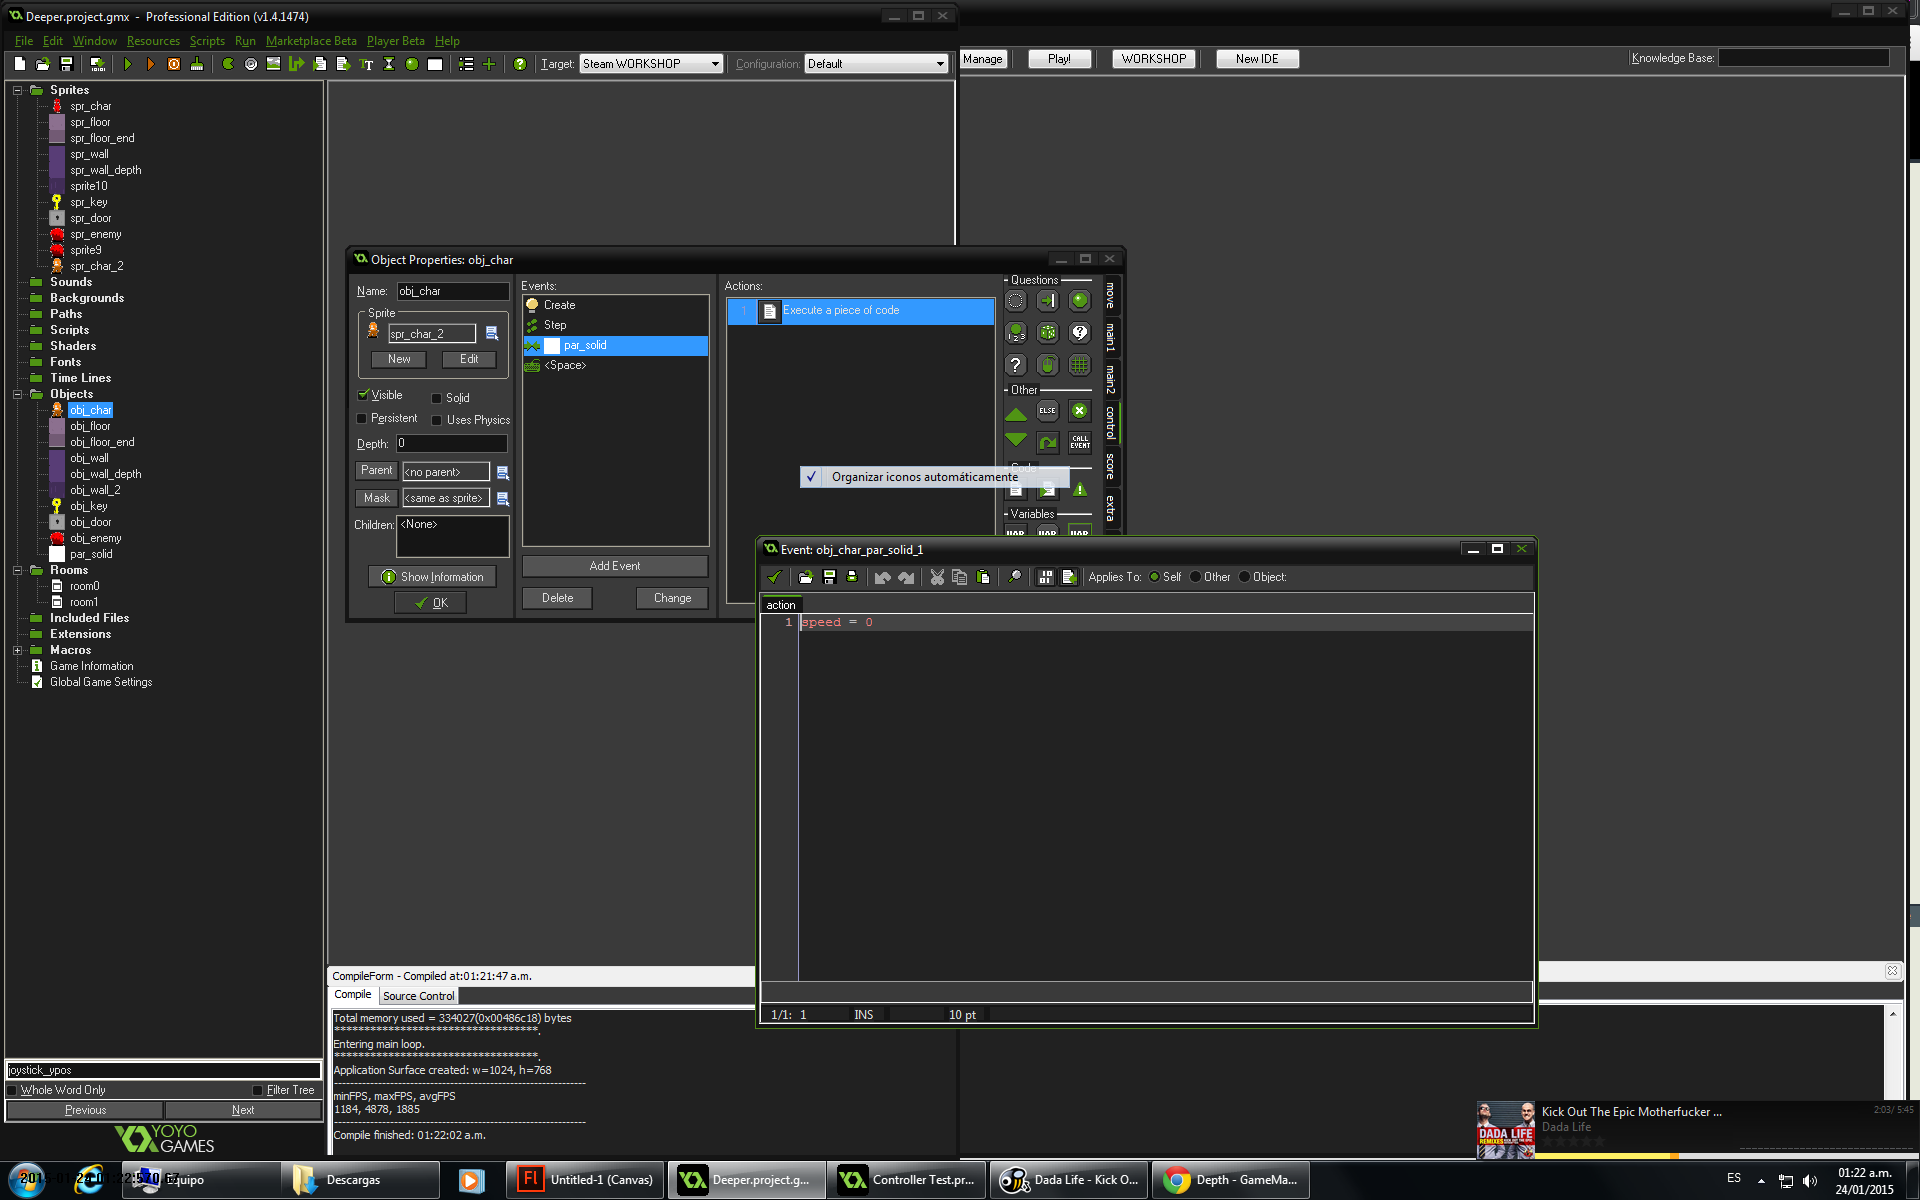 Deeper.project.gmx - Professional Edition (v1.4.1474)
File Edit Window Resources Scripts Run Marketplace Beta Player Beta Help
Target: Steam WORKSHOP Configuration: Default
Manage Play! WORKSHOP New IDE Knowledge Base:
Sprites
spr_char
spr_floor
spr_floor_end
spr_wall
spr_wall_depth
sprite10
spr_key
spr_door
spr_enemy
sprite9
spr_char_2
Sounds
Backgrounds
Paths
Scripts
Shaders
Fonts
Time Lines
Objects
obj_char
obj_floor
obj_floor_end
obj_wall
obj_wall_depth
obj_wall_2
obj_key
obj_door
obj_enemy
par_solid
Rooms
room0
room1
Included Files
Extensions
Macros
Game Information
Global Game Settings
joystick_ypos
Whole Word Only Filter Tree
Previous Next
YOYO
GAMES
Object Properties: obj_char
Name: obj_char
Sprite
spr_char_2
New Edit
Visible Solid
Persistent Uses Physics
Depth: 0
Parent <no parent>
Mask <same as sprite>
Children: <None>
Show Information
OK
Events:
Create
Step
par_solid
<Space>
Add Event
Delete Change
Actions:
1 Execute a piece of code
Questions
Other
ELSE
CALL
EVENT
Code
Variables
VAR VAR VAR
move
main1
main2
control
score
extra
Organizar iconos automáticamente
Event: obj_char_par_solid_1
Applies To: Self Other Object:
action
1 speed = 0
1/1: 1 INS 10 pt
CompileForm - Compiled at:01:21:47 a.m.
Compile Source Control
Total memory used = 334027(0x00486c18) bytes
**********************************.
Entering main loop.
**********************************.
Application Surface created: w=1024, h=768
minFPS, maxFPS, avgFPS
1184, 4878, 1885
Compile finished: 01:22:02 a.m.
DADA LIFE
REMIXES
Kick Out The Epic Motherfucker ...
Dada Life
2:03/ 5:45
Equipo
Descargas
Fl Untitled-1 (Canvas)
Deeper.project.g...
Controller Test.pr...
Dada Life - Kick O...
Depth - GameMa...
ES
01:22 a.m.
24/01/2015